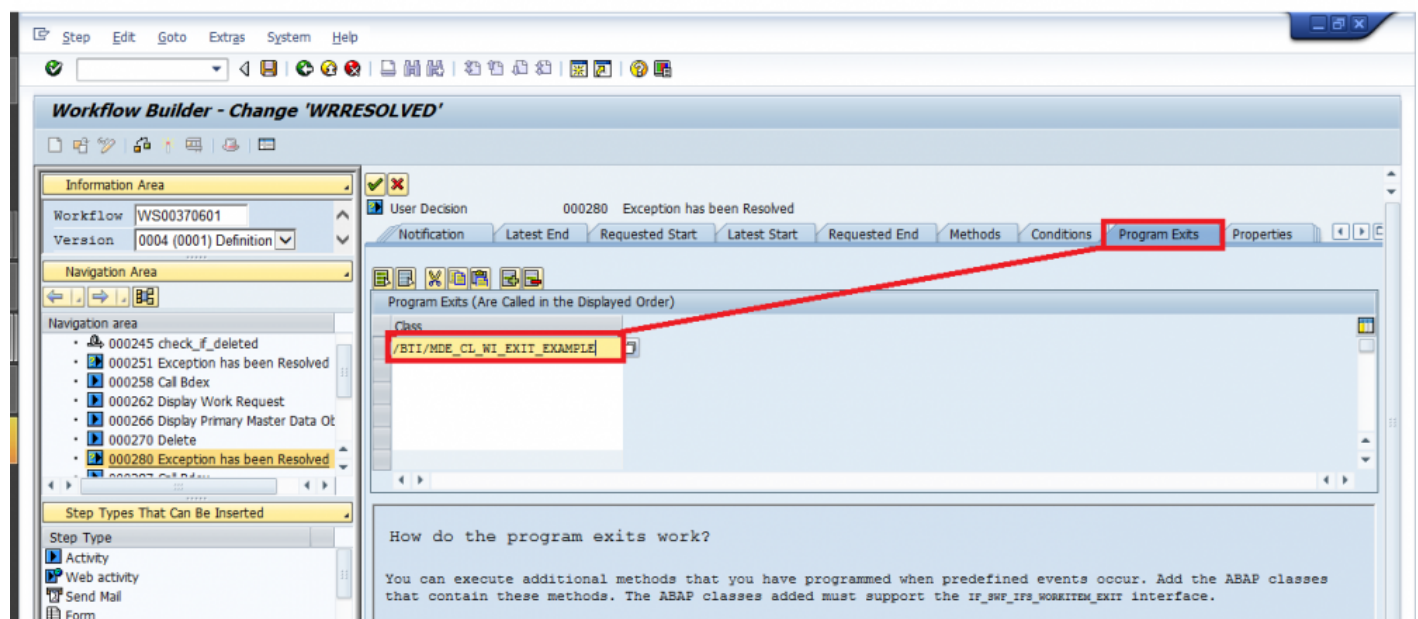 Step Edit Goto Extras System Help
Workflow Builder - Change 'WRRESOLVED'
Information Area
Workflow WS00370601
Version 0004 (0001) Definition
Navigation Area
Navigation area
000245 check_if_deleted
000251 Exception has been Resolved
000258 Call Bdex
000262 Display Work Request
000266 Display Primary Master Data Ob
000270 Delete
000280 Exception has been Resolved
Step Types That Can Be Inserted
Step Type
Activity
Web activity
Send Mail
Form
User Decision 000280 Exception has been Resolved
Notification Latest End Requested Start Latest Start Requested End Methods Conditions Program Exits Properties
Program Exits (Are Called in the Displayed Order)
Class
/BTI/MDE_CL_WI_EXIT_EXAMPLE
How do the program exits work?
You can execute additional methods that you have programmed when predefined events occur. Add the ABAP classes
that contain these methods. The ABAP classes added must support the IF_SWF_IFS_WORKITEM_EXIT interface.